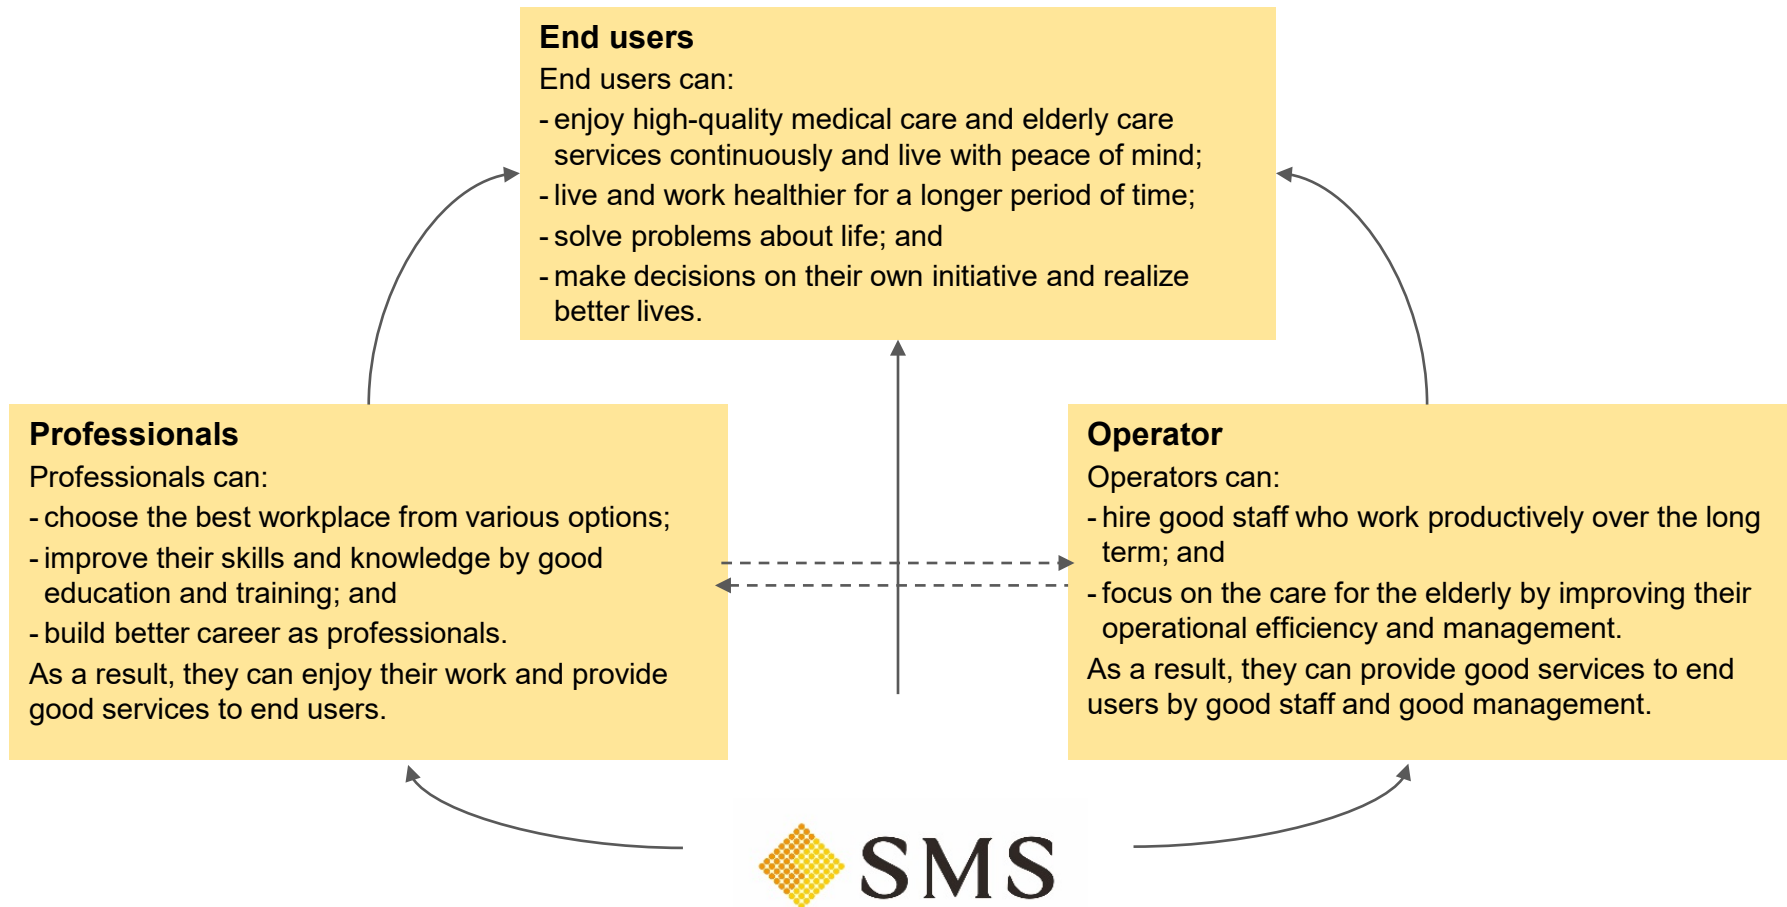 End users
End users can:
- enjoy high-quality medical care and elderly care
services continuously and live with peace of mind;
- live and work healthier for a longer period of time;
- solve problems about life; and
- make decisions on their own initiative and realize
better lives.
Professionals
Professionals can:
- choose the best workplace from various options;
- improve their skills and knowledge by good
education and training; and
- build better career as professionals.
As a result, they can enjoy their work and provide
good services to end users.
Operator
Operators can:
- hire good staff who work productively over the long
term; and
- focus on the care for the elderly by improving their
operational efficiency and management.
As a result, they can provide good services to end
users by good staff and good management.
SMS